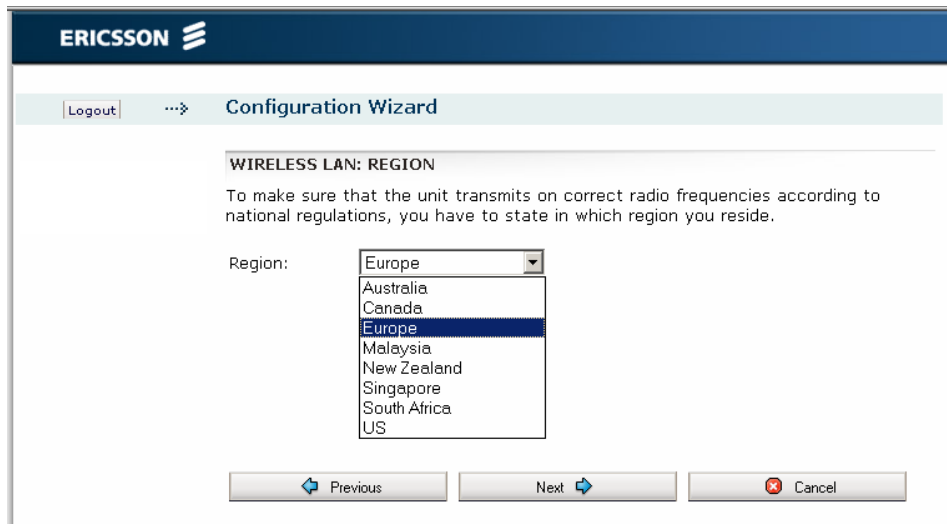 ERICSSON
Logout
Configuration Wizard
WIRELESS LAN: REGION
To make sure that the unit transmits on correct radio frequencies according to
national regulations, you have to state in which region you reside.
Region: Europe
Australia
Canada
Europe
Malaysia
New Zealand
Singapore
South Africa
US
Previous Next Cancel